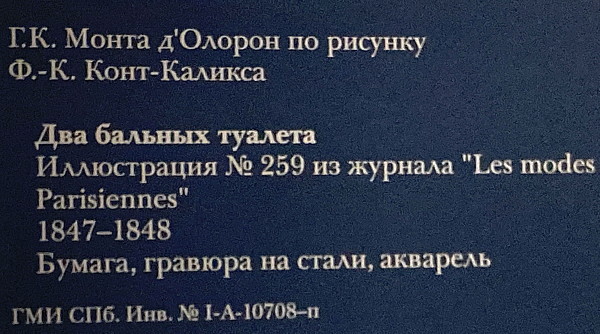 Г.К. Монта д'Олорон по рисунку
Ф.-К. Конт-Каликса
Два бальных туалета
Иллюстрация № 259 из журнала "Les modes
Parisiennes"
1847–1848
Бумага, гравюра на стали, акварель
ГМИ СПб. Инв. № I-А-10708-п